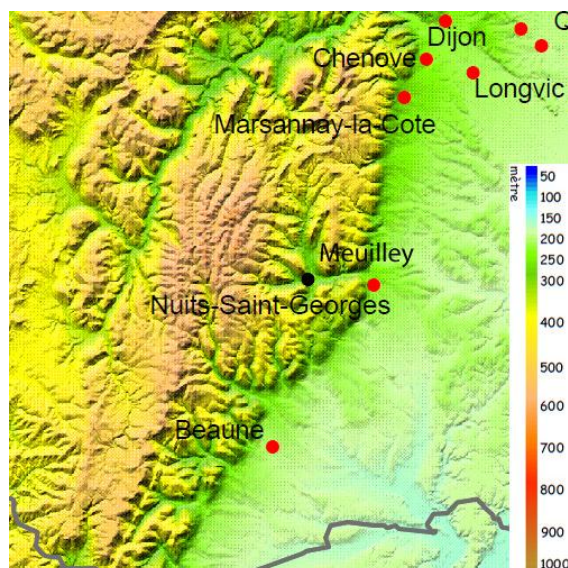 Q
Dijon
Chenove
Longvic
Marsannay-la-Cote
mètre
50
100
150
200
250
300
Meuilley
Nuits-Saint-Georges
400
500
600
Beaune
700
800
900
1000